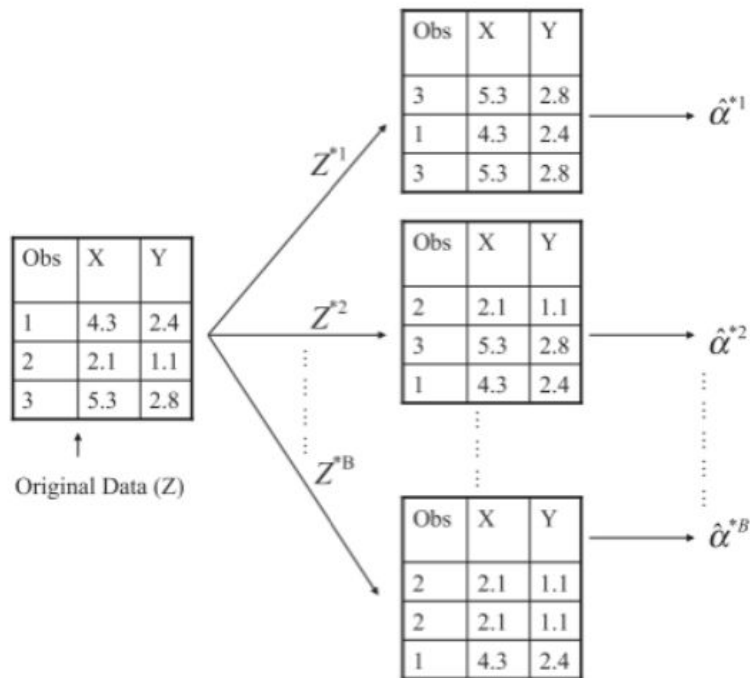 Obs X Y
3 5.3 2.8
1 4.3 2.4
3 5.3 2.8
α̂*1
Z*1
Obs X Y
1 4.3 2.4
2 2.1 1.1
3 5.3 2.8
Original Data (Z)
Z*2
Obs X Y
2 2.1 1.1
3 5.3 2.8
1 4.3 2.4
α̂*2
Z*B
Obs X Y
2 2.1 1.1
2 2.1 1.1
1 4.3 2.4
α̂*B